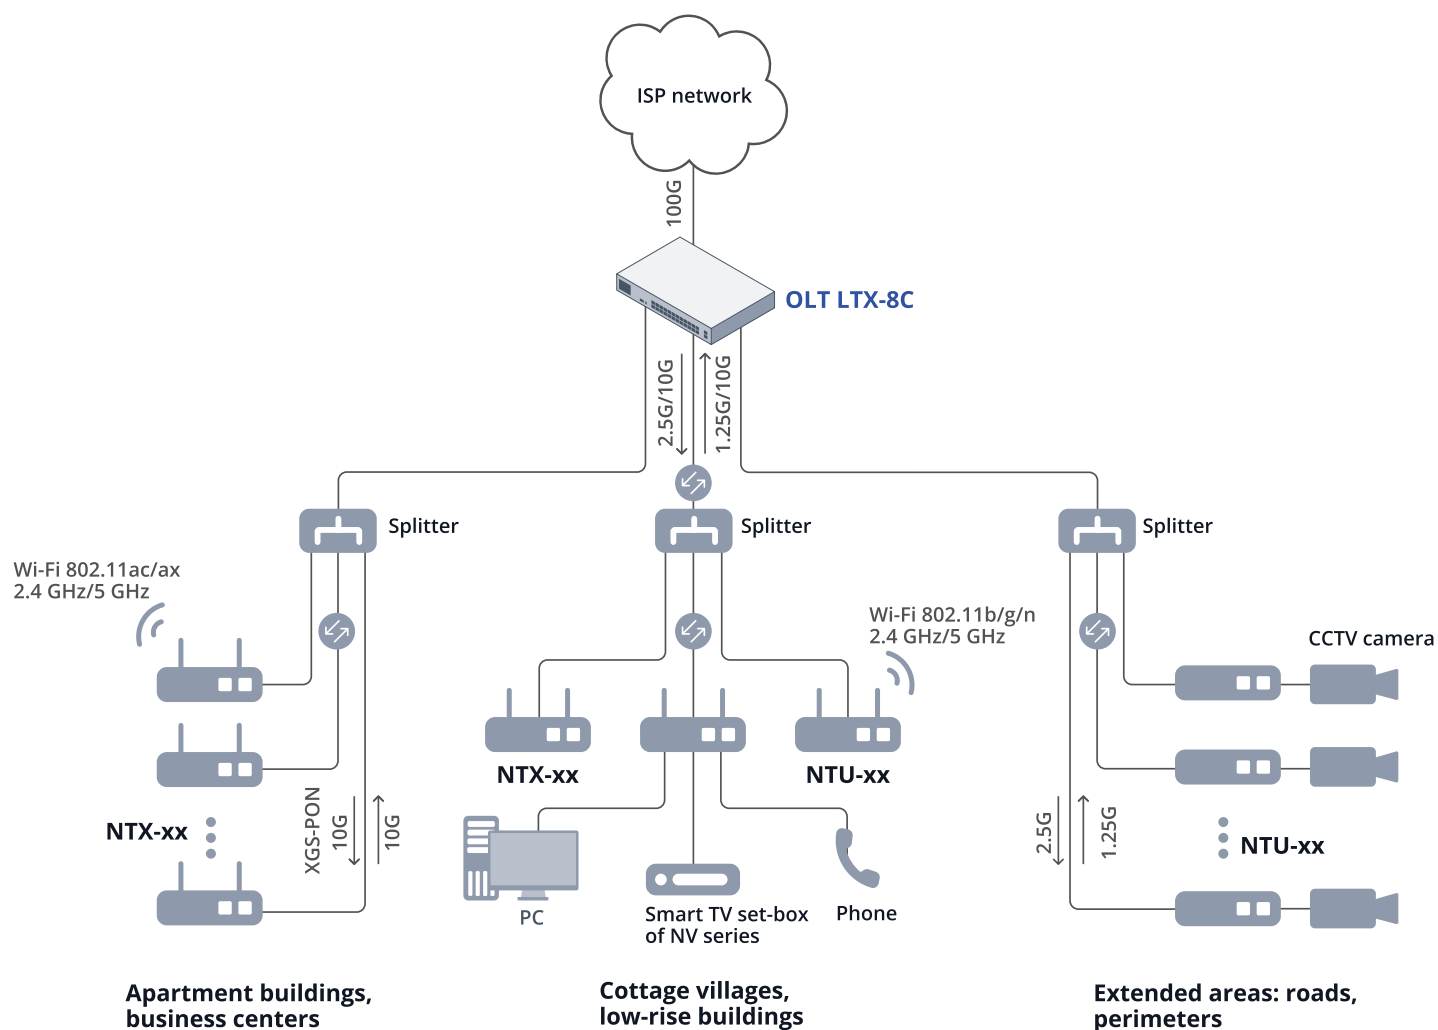 ISP network
100G
OLT LTX-8C
2.5G/10G
1.25G/10G
Splitter
Splitter
Splitter
Wi-Fi 802.11ac/ax
2.4 GHz/5 GHz
Wi-Fi 802.11b/g/n
2.4 GHz/5 GHz
CCTV camera
NTX-xx
NTU-xx
NTX-xx
XGS-PON
10G
10G
2.5G
1.25G
NTU-xx
PC
Smart TV set-box
of NV series
Phone
Apartment buildings,
business centers
Cottage villages,
low-rise buildings
Extended areas: roads,
perimeters